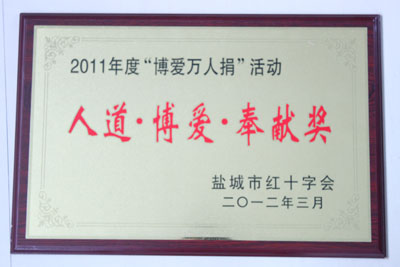 2011年度“博爱万人捐”活动
人道·博爱·奉献奖
盐城市红十字会
二〇一二年三月